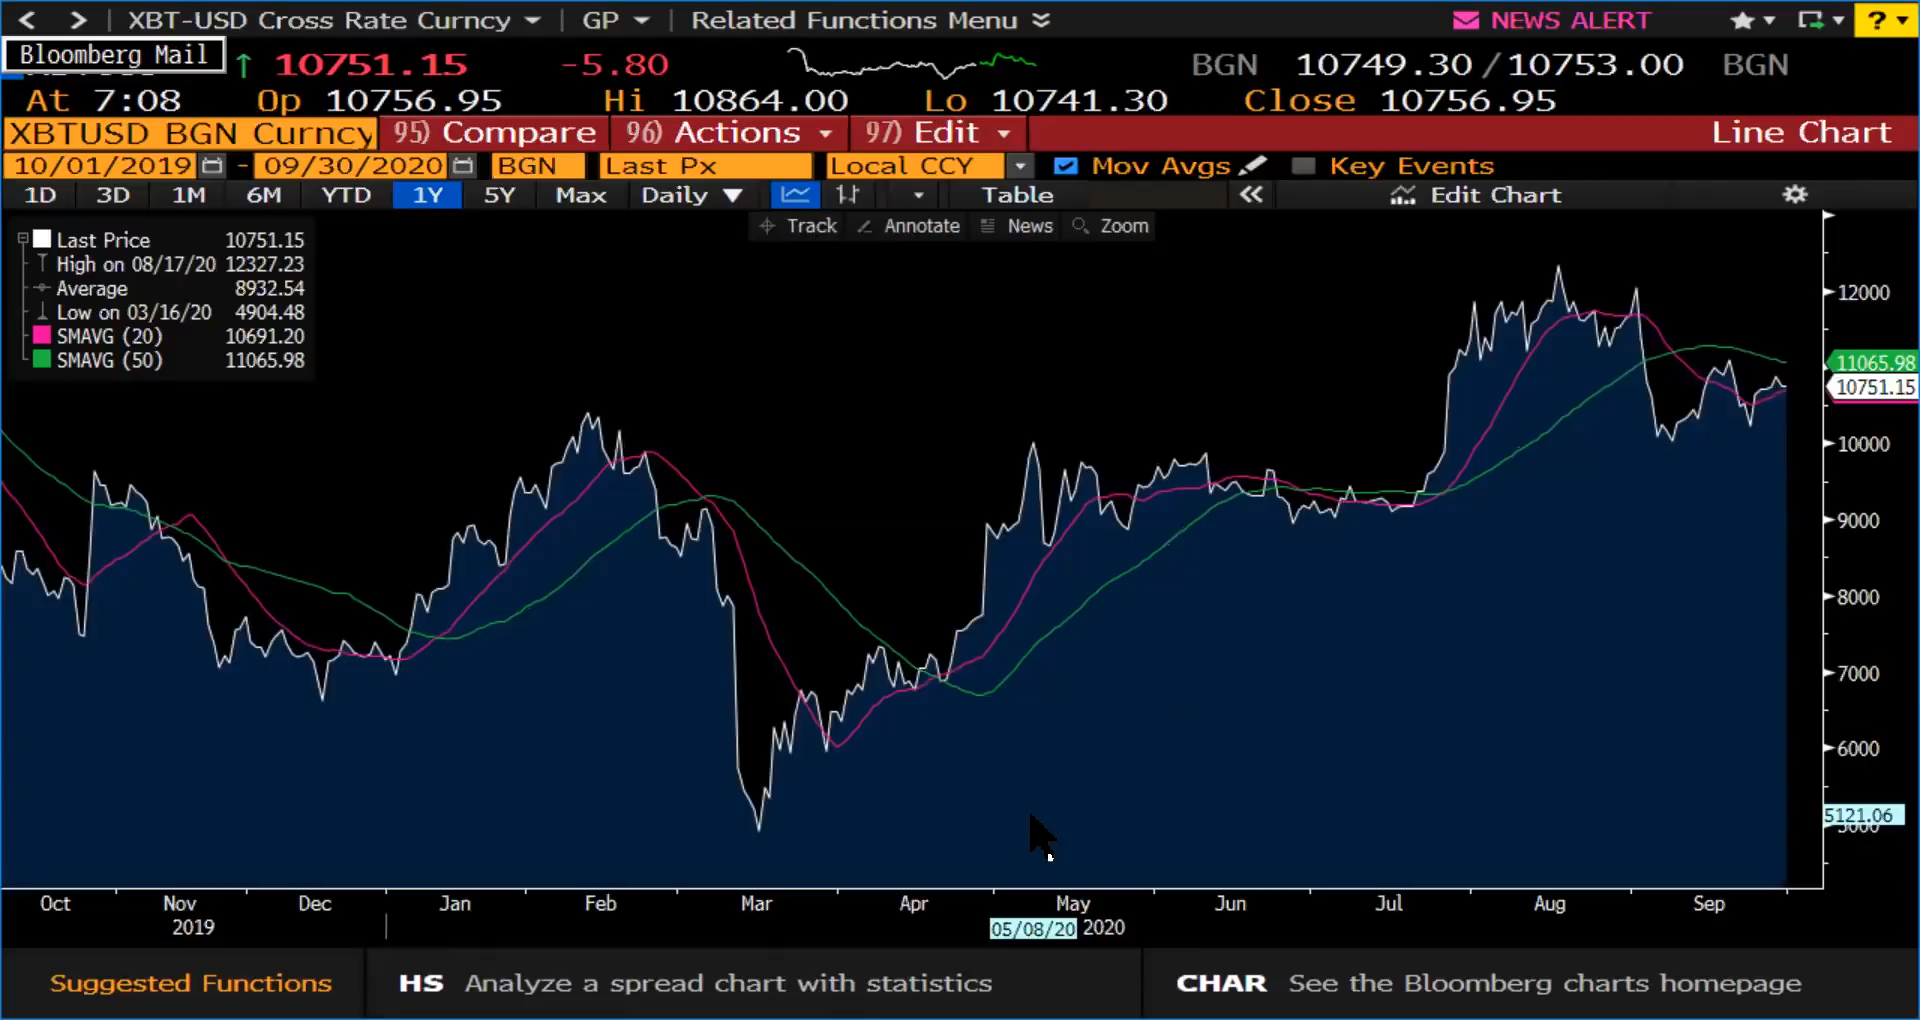 XBT-USD Cross Rate Curncy GP Related Functions Menu NEWS ALERT ?
Bloomberg Mail
10751.15 -5.80 BGN 10749.30/10753.00 BGN
At 7:08 Op 10756.95 Hi 10864.00 Lo 10741.30 Close 10756.95
XBTUSD BGN Curncy 95) Compare 96) Actions 97) Edit Line Chart
10/01/2019 - 09/30/2020 BGN Last Px Local CCY Mov Avgs Key Events
1D 3D 1M 6M YTD 1Y 5Y Max Daily Table Edit Chart
Track Annotate News Zoom
Last Price 10751.15
High on 08/17/20 12327.23
Average 8932.54
Low on 03/16/20 4904.48
SMAVG (20) 10691.20
SMAVG (50) 11065.98
12000
11065.98
10751.15
10000
9000
8000
7000
6000
5121.06
Oct Nov Dec Jan Feb Mar Apr May Jun Jul Aug Sep
2019 05/08/20 2020
Suggested Functions HS Analyze a spread chart with statistics CHAR See the Bloomberg charts homepage